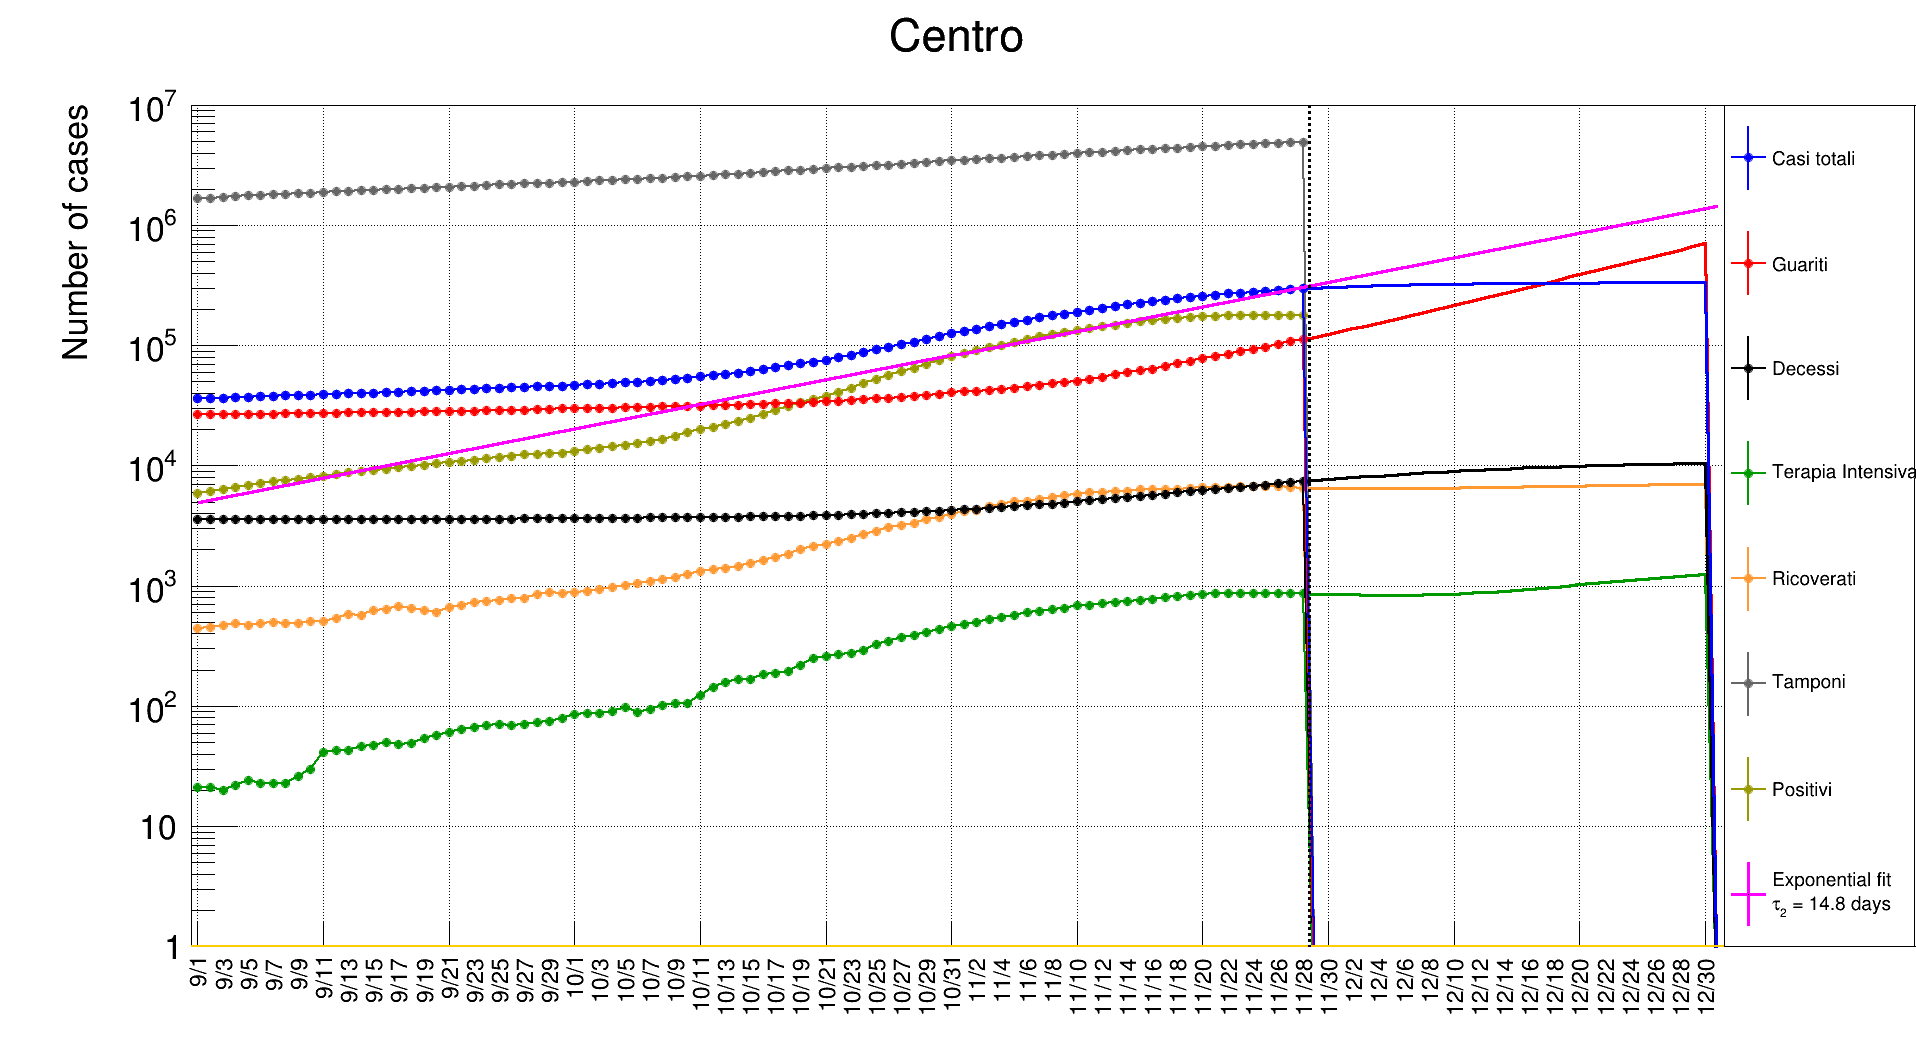 Centro
Number of cases
10^7
10^6
10^5
10^4
10^3
10^2
10
1
9/1 9/3 9/5 9/7 9/9 9/11 9/13 9/15 9/17 9/19 9/21 9/23 9/25 9/27 9/29 10/1 10/3 10/5 10/7 10/9 10/11 10/13 10/15 10/17 10/19 10/21 10/23 10/25 10/27 10/29 10/31 11/2 11/4 11/6 11/8 11/10 11/12 11/14 11/16 11/18 11/20 11/22 11/24 11/26 11/28 11/30 12/2 12/4 12/6 12/8 12/10 12/12 12/14 12/16 12/18 12/20 12/22 12/24 12/26 12/28 12/30
Casi totali
Guariti
Decessi
Terapia Intensiva
Ricoverati
Tamponi
Positivi
Exponential fit
τ_2 = 14.8 days